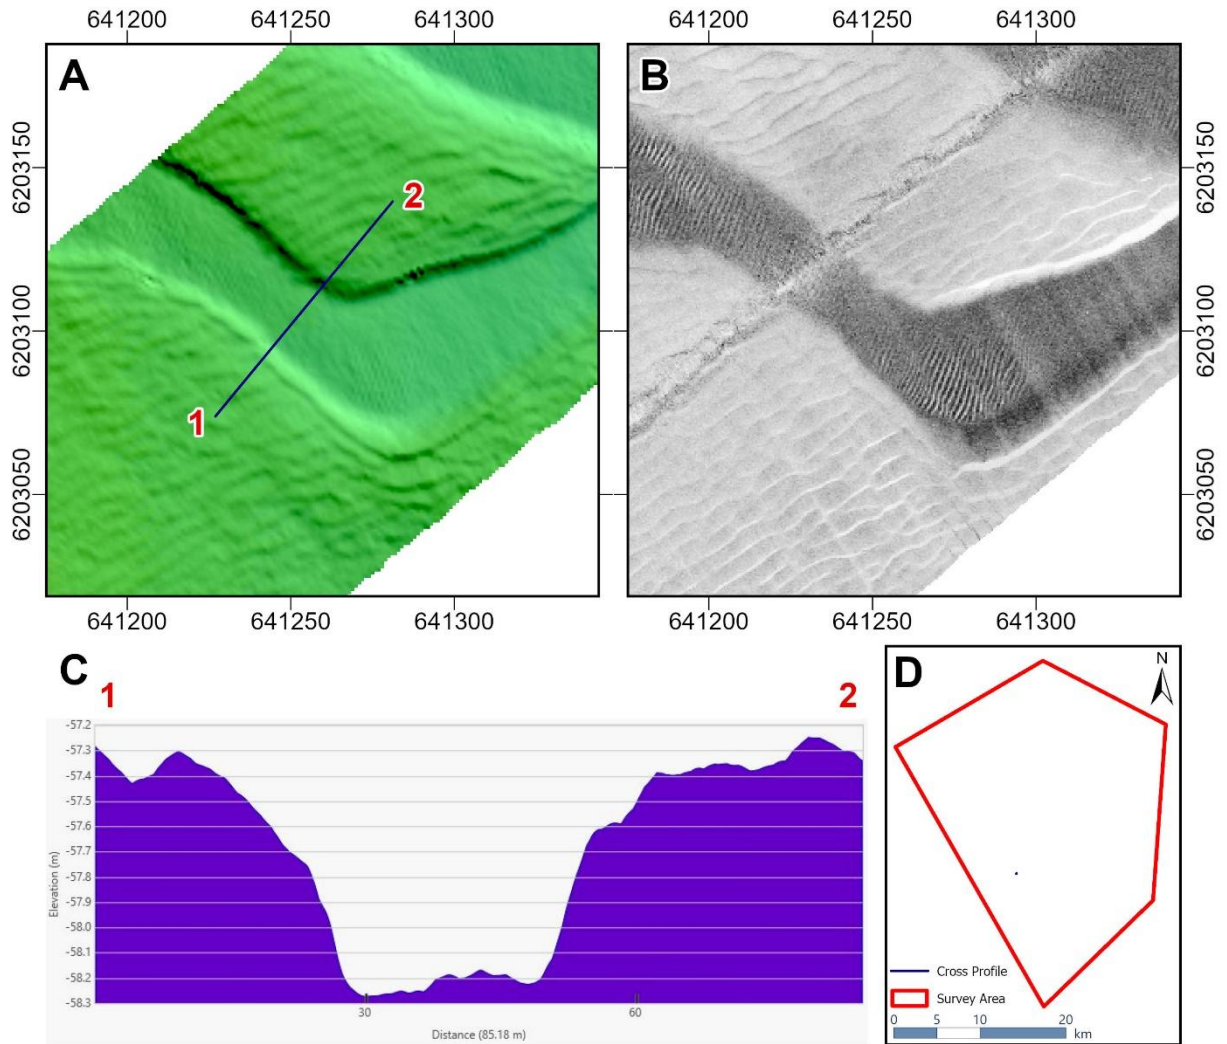 641200 641250 641300 641200 641250 641300
A B
6203150 6203100 6203050
2
1
6203150 6203100 6203050
641200 641250 641300 641200 641250 641300
C
1 2
-57.2
-57.3
-57.4
-57.5
-57.6
-57.7
-57.8
-57.9
-58.0
-58.1
-58.2
-58.3
Elevation (m)
30 60
Distance (85.18 m)
D
N
Cross Profile
Survey Area
0 5 10 20
km